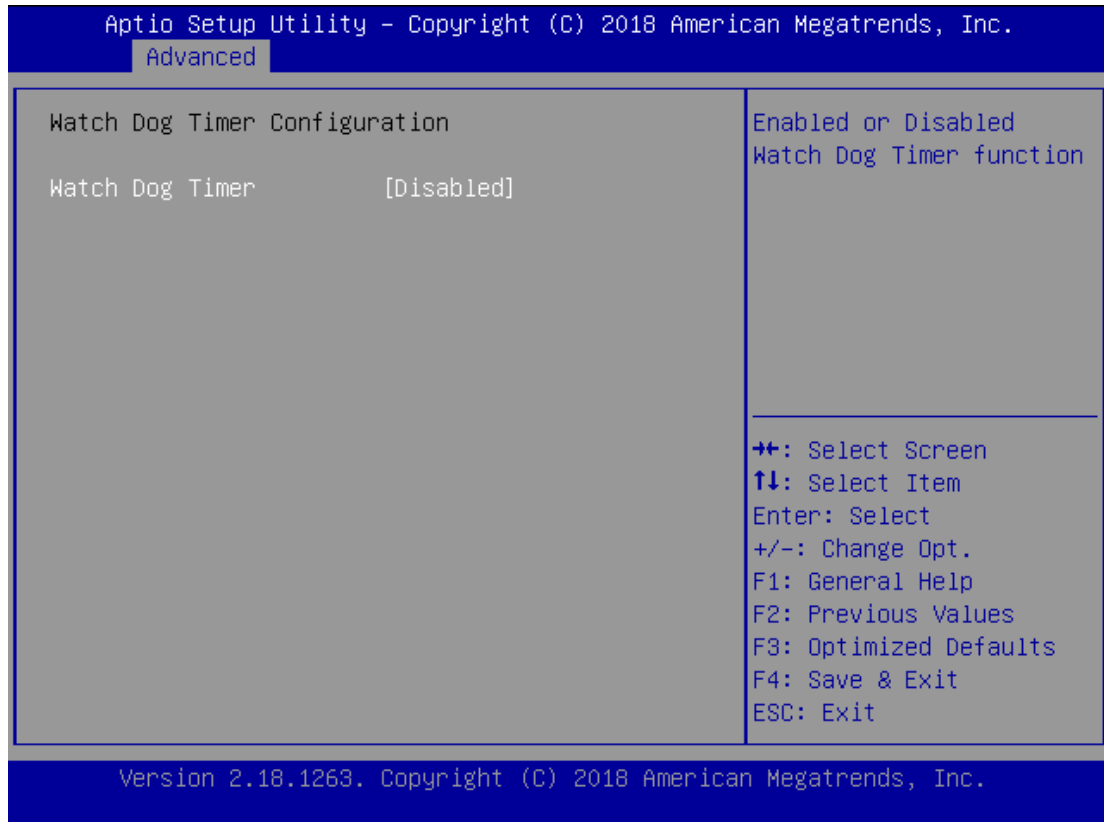 Aptio Setup Utility – Copyright (C) 2018 American Megatrends, Inc.
Advanced
Watch Dog Timer Configuration
Watch Dog Timer [Disabled]
Enabled or Disabled
Watch Dog Timer function
→←: Select Screen
↑↓: Select Item
Enter: Select
+/-: Change Opt.
F1: General Help
F2: Previous Values
F3: Optimized Defaults
F4: Save & Exit
ESC: Exit
Version 2.18.1263. Copyright (C) 2018 American Megatrends, Inc.